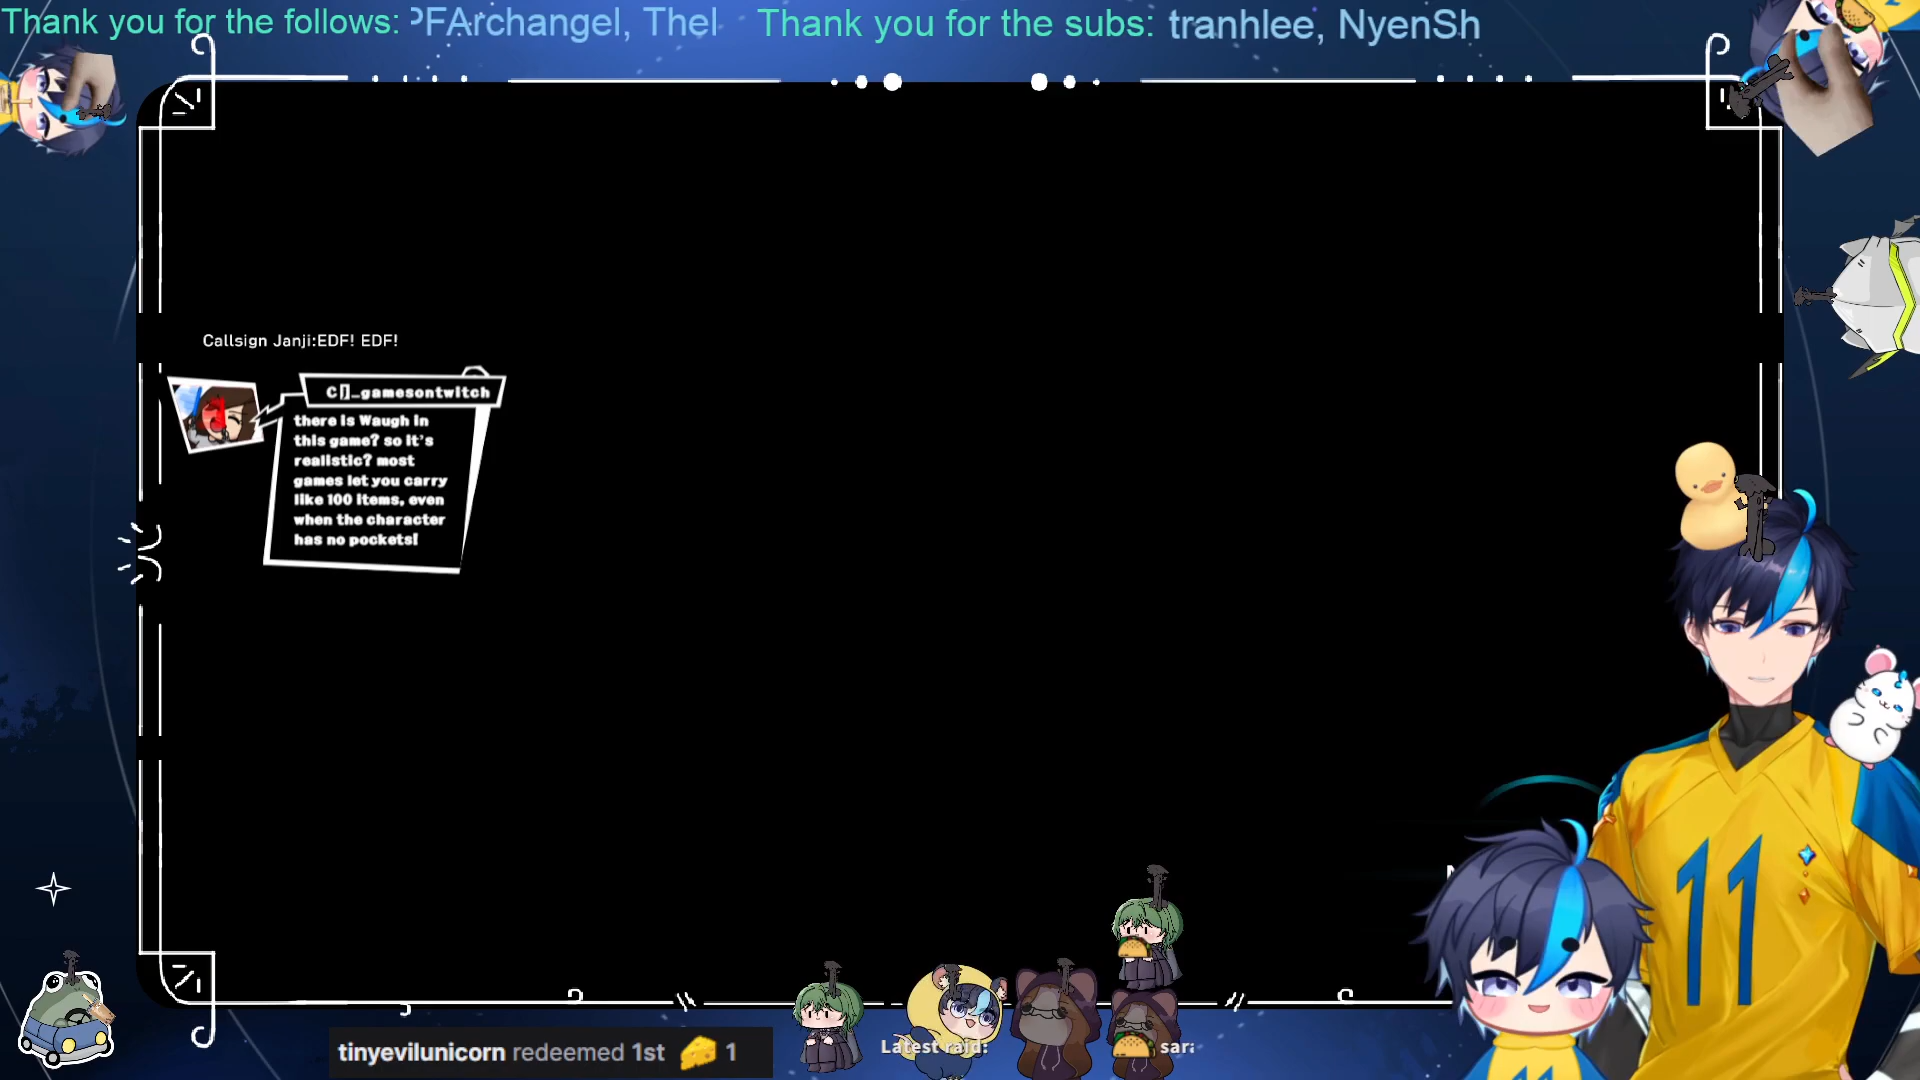 Thank you for the follows: PFArchangel, Thel
Thank you for the subs: tranhlee, NyenSh
Callsign Janji:EDF! EDF!
C[]_gamesontwitch
there is Waugh in
this game? so it's
realistic? most
games let you carry
like 100 items, even
when the character
has no pockets!
11
tinyevilunicorn redeemed 1st 1
Latest raid: sar